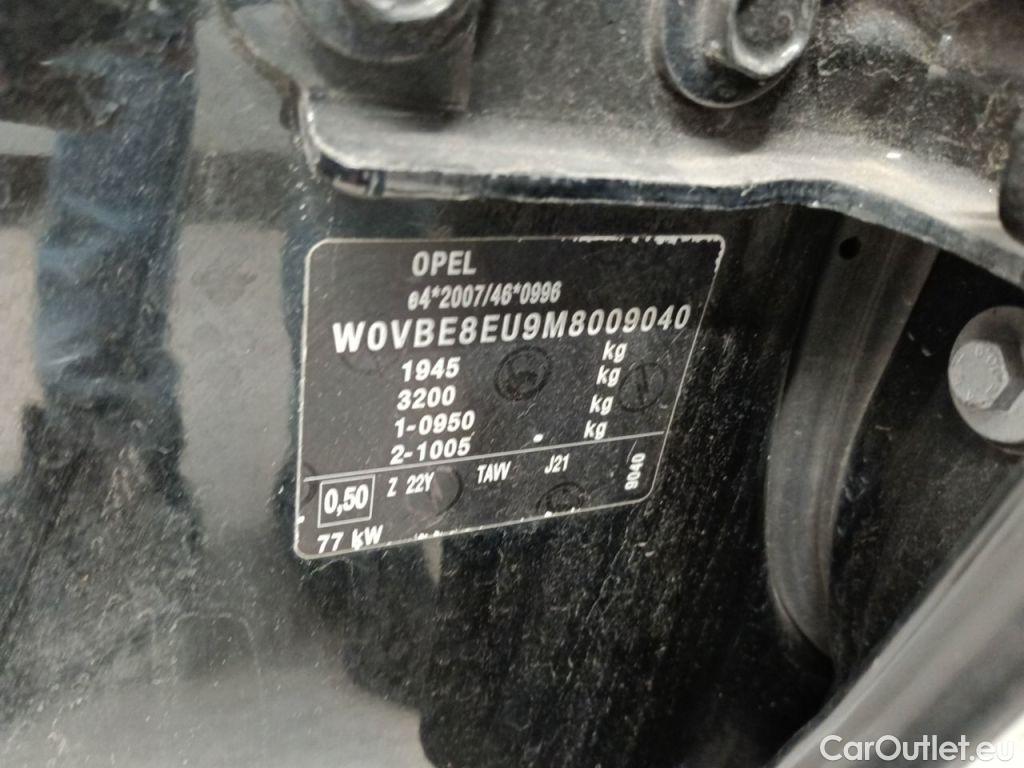 OPEL
e4*2007/46*0996
W0VBE8EU9M8009040
1945 kg
3200 kg
1-0950 kg
2-1005 kg
0,50 Z 22Y TAVV J21 9040
77 kW
CarOutlet.eu